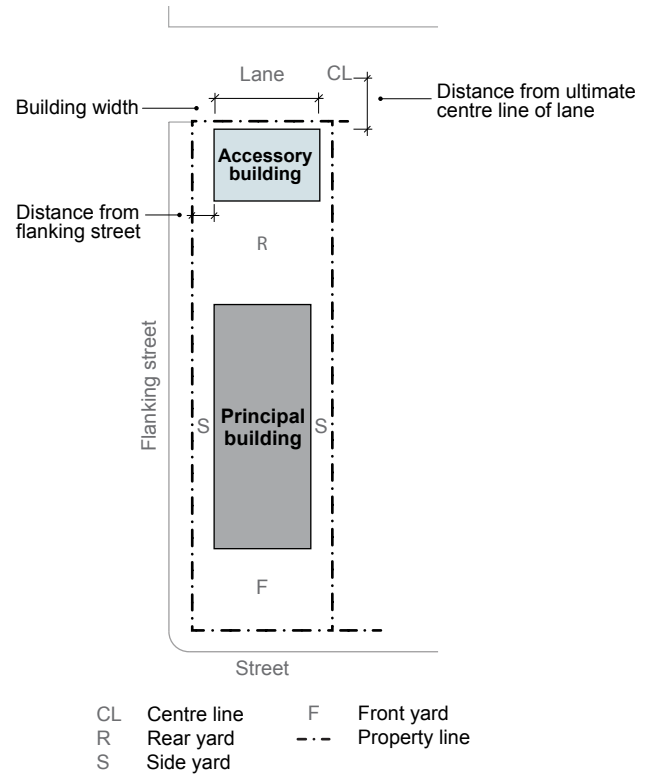 Lane
CL
Distance from ultimate
centre line of lane
Building width
Accessory
building
Distance from
flanking street
R
Flanking street
S
Principal
building
S
F
Street
CL Centre line
R Rear yard
S Side yard
F Front yard
Property line